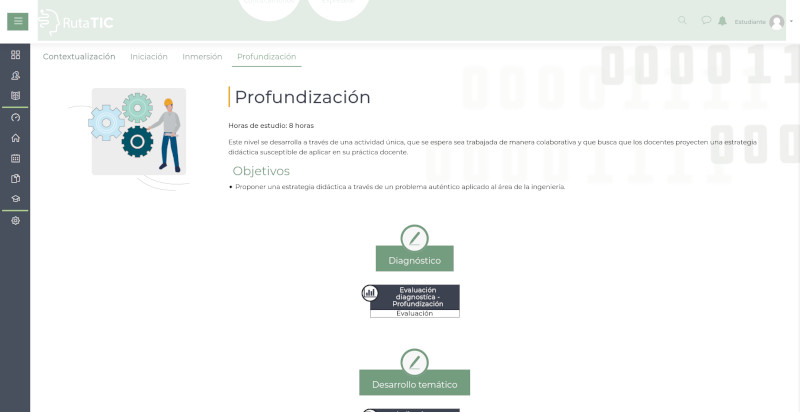 RutaTIC
Estudiante
Contextualización Iniciación Inmersión Profundización
Profundización
Horas de estudio: 8 horas
Este nivel se desarrolla a través de una actividad única, que se espera sea trabajada de manera colaborativa y que busca que los docentes proyecten una estrategia
didáctica susceptible de aplicar en su práctica docente.
Objetivos
• Proponer una estrategia didáctica a través de un problema auténtico aplicado al área de la ingeniería.
Diagnóstico
Evaluación
diagnostíca -
Profundización
Evaluación
Desarrollo temático